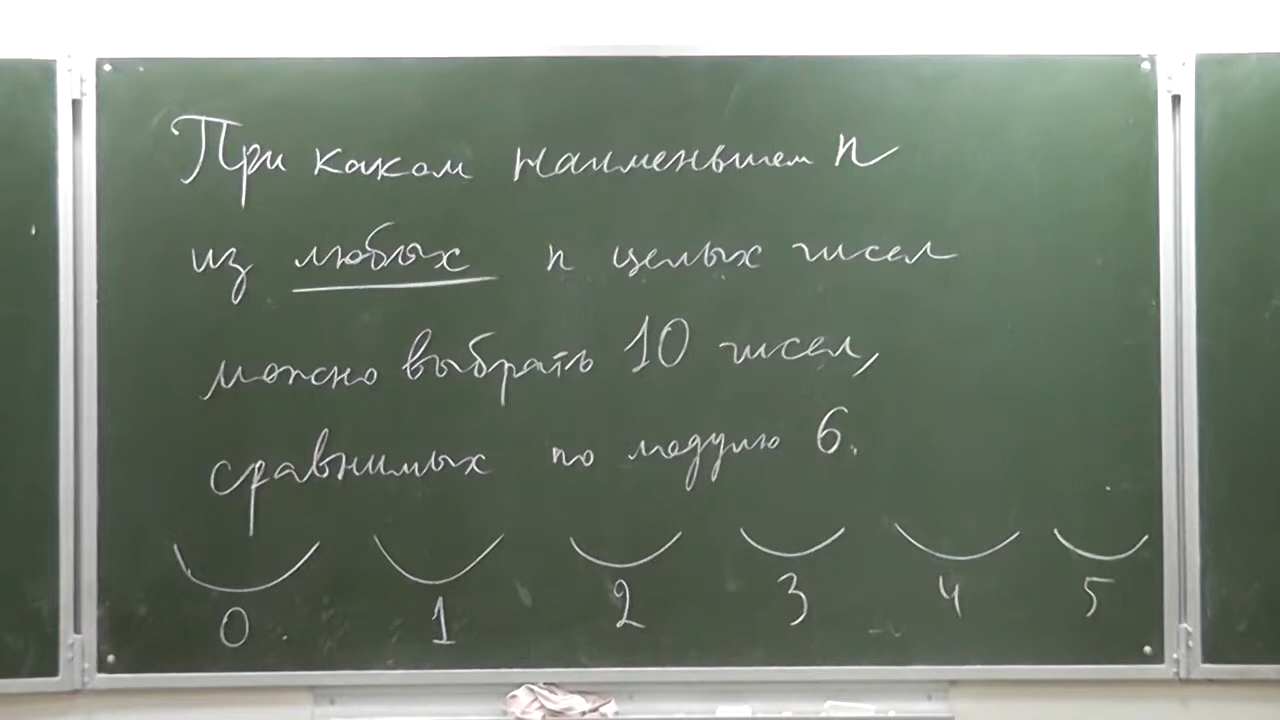 При каком наименьшем n
из любых n целых чисел
можно выбрать 10 чисел,
сравнимых по модулю 6.
0 1 2 3 4 5